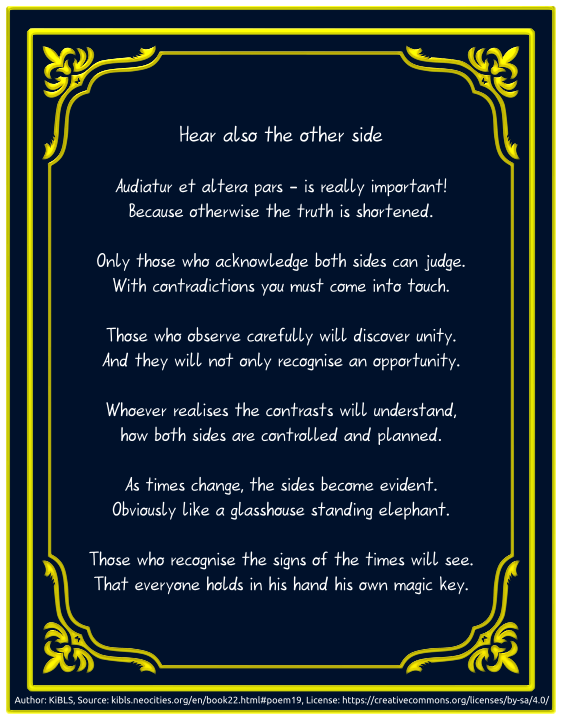 Hear also the other side
Audiatur et altera pars – is really important!
Because otherwise the truth is shortened.
Only those who acknowledge both sides can judge.
With contradictions you must come into touch.
Those who observe carefully will discover unity.
And they will not only recognise an opportunity.
Whoever realises the contrasts will understand,
how both sides are controlled and planned.
As times change, the sides become evident.
Obviously like a glasshouse standing elephant.
Those who recognise the signs of the times will see.
That everyone holds in his hand his own magic key.
Author: KiBLS, Source: kibls.neocities.org/en/book22.html#poem19, License: https://creativecommons.org/licenses/by-sa/4.0/